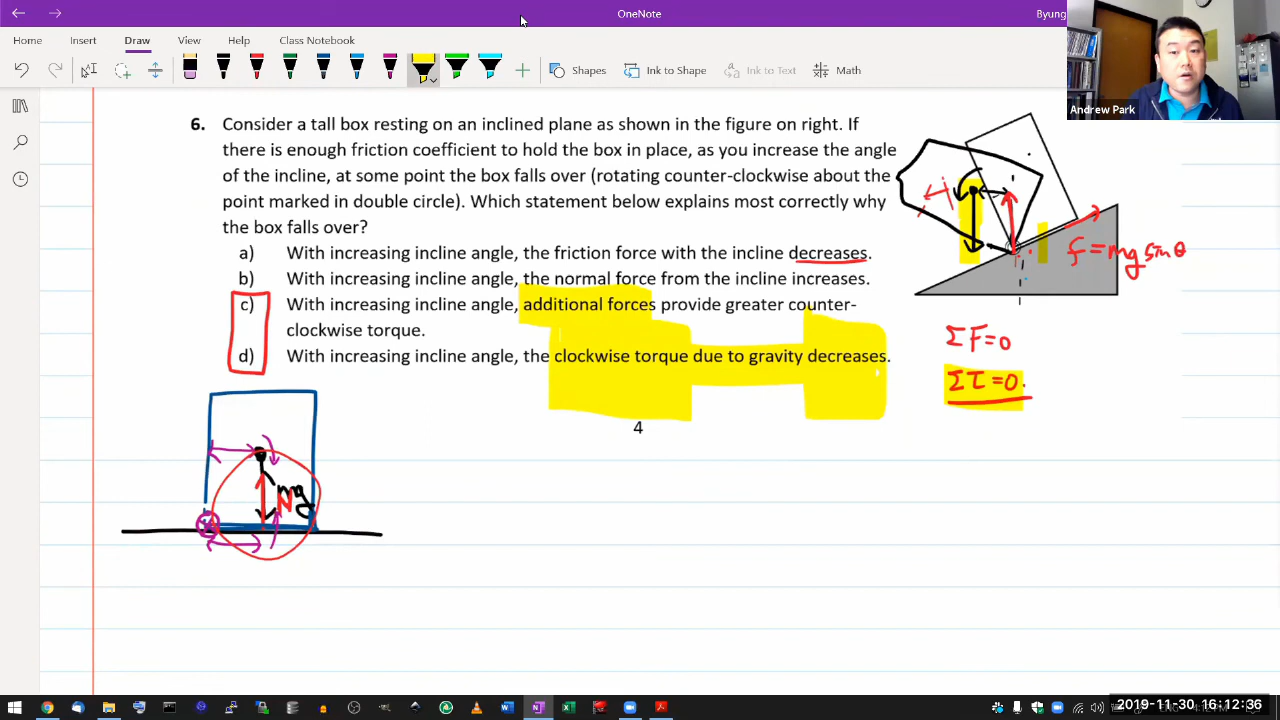 OneNote
Byung
Home Insert Draw View Help Class Notebook
Shapes Ink to Shape Ink to Text Math
Andrew Park
6. Consider a tall box resting on an inclined plane as shown in the figure on right. If
there is enough friction coefficient to hold the box in place, as you increase the angle
of the incline, at some point the box falls over (rotating counter-clockwise about the
point marked in double circle). Which statement below explains most correctly why
the box falls over?
a) With increasing incline angle, the friction force with the incline decreases.
b) With increasing incline angle, the normal force from the incline increases.
c) With increasing incline angle, additional forces provide greater counter-
clockwise torque.
d) With increasing incline angle, the clockwise torque due to gravity decreases.
4
f = mg sin θ
ΣF=0
Στ=0.
mg
N
2019-11-30 16:12:36